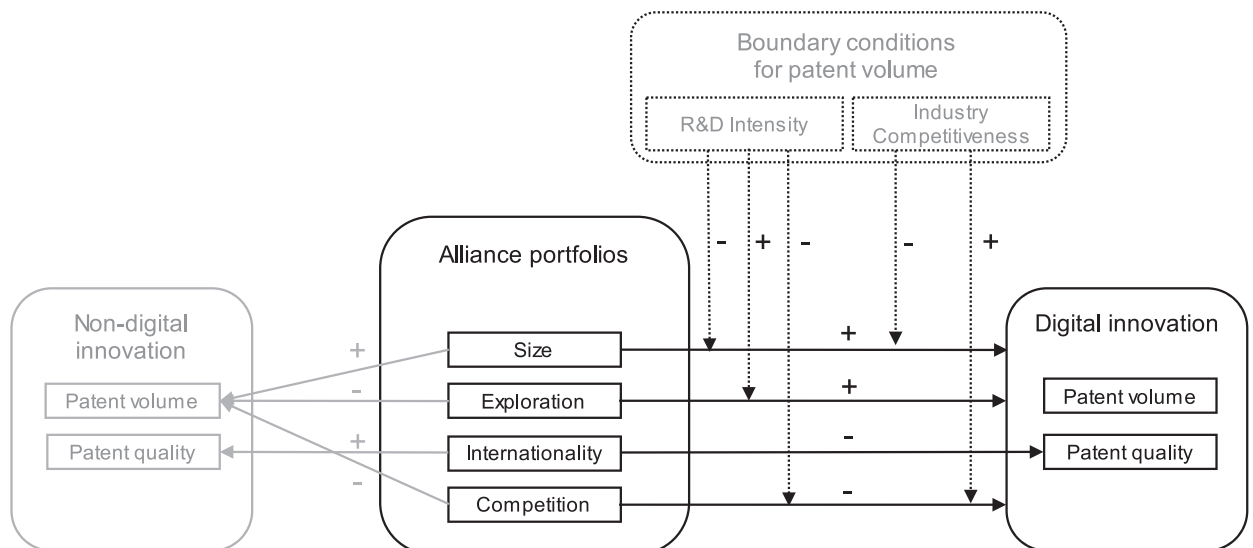 Boundary conditions
for patent volume
R&D Intensity
Industry
Competitiveness
- + - - +
Alliance portfolios
Non-digital
innovation
Digital innovation
+ Size +
- Exploration +
Patent volume
Patent volume
+ Internationality -
Patent quality
Patent quality
- Competition -